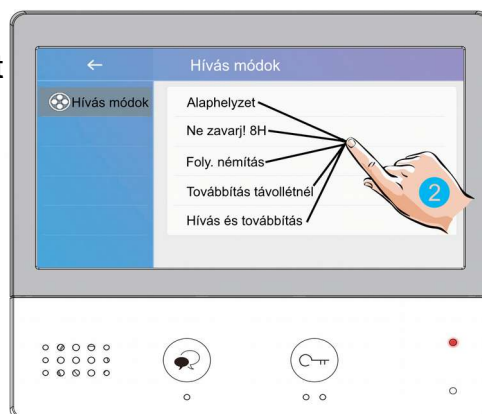 t
← Hívás módok
Hívás módok
Alaphelyzet
Ne zavarj! 8H
Foly. némítás
Továbbítás távollétnél
Hívás és továbbítás
2